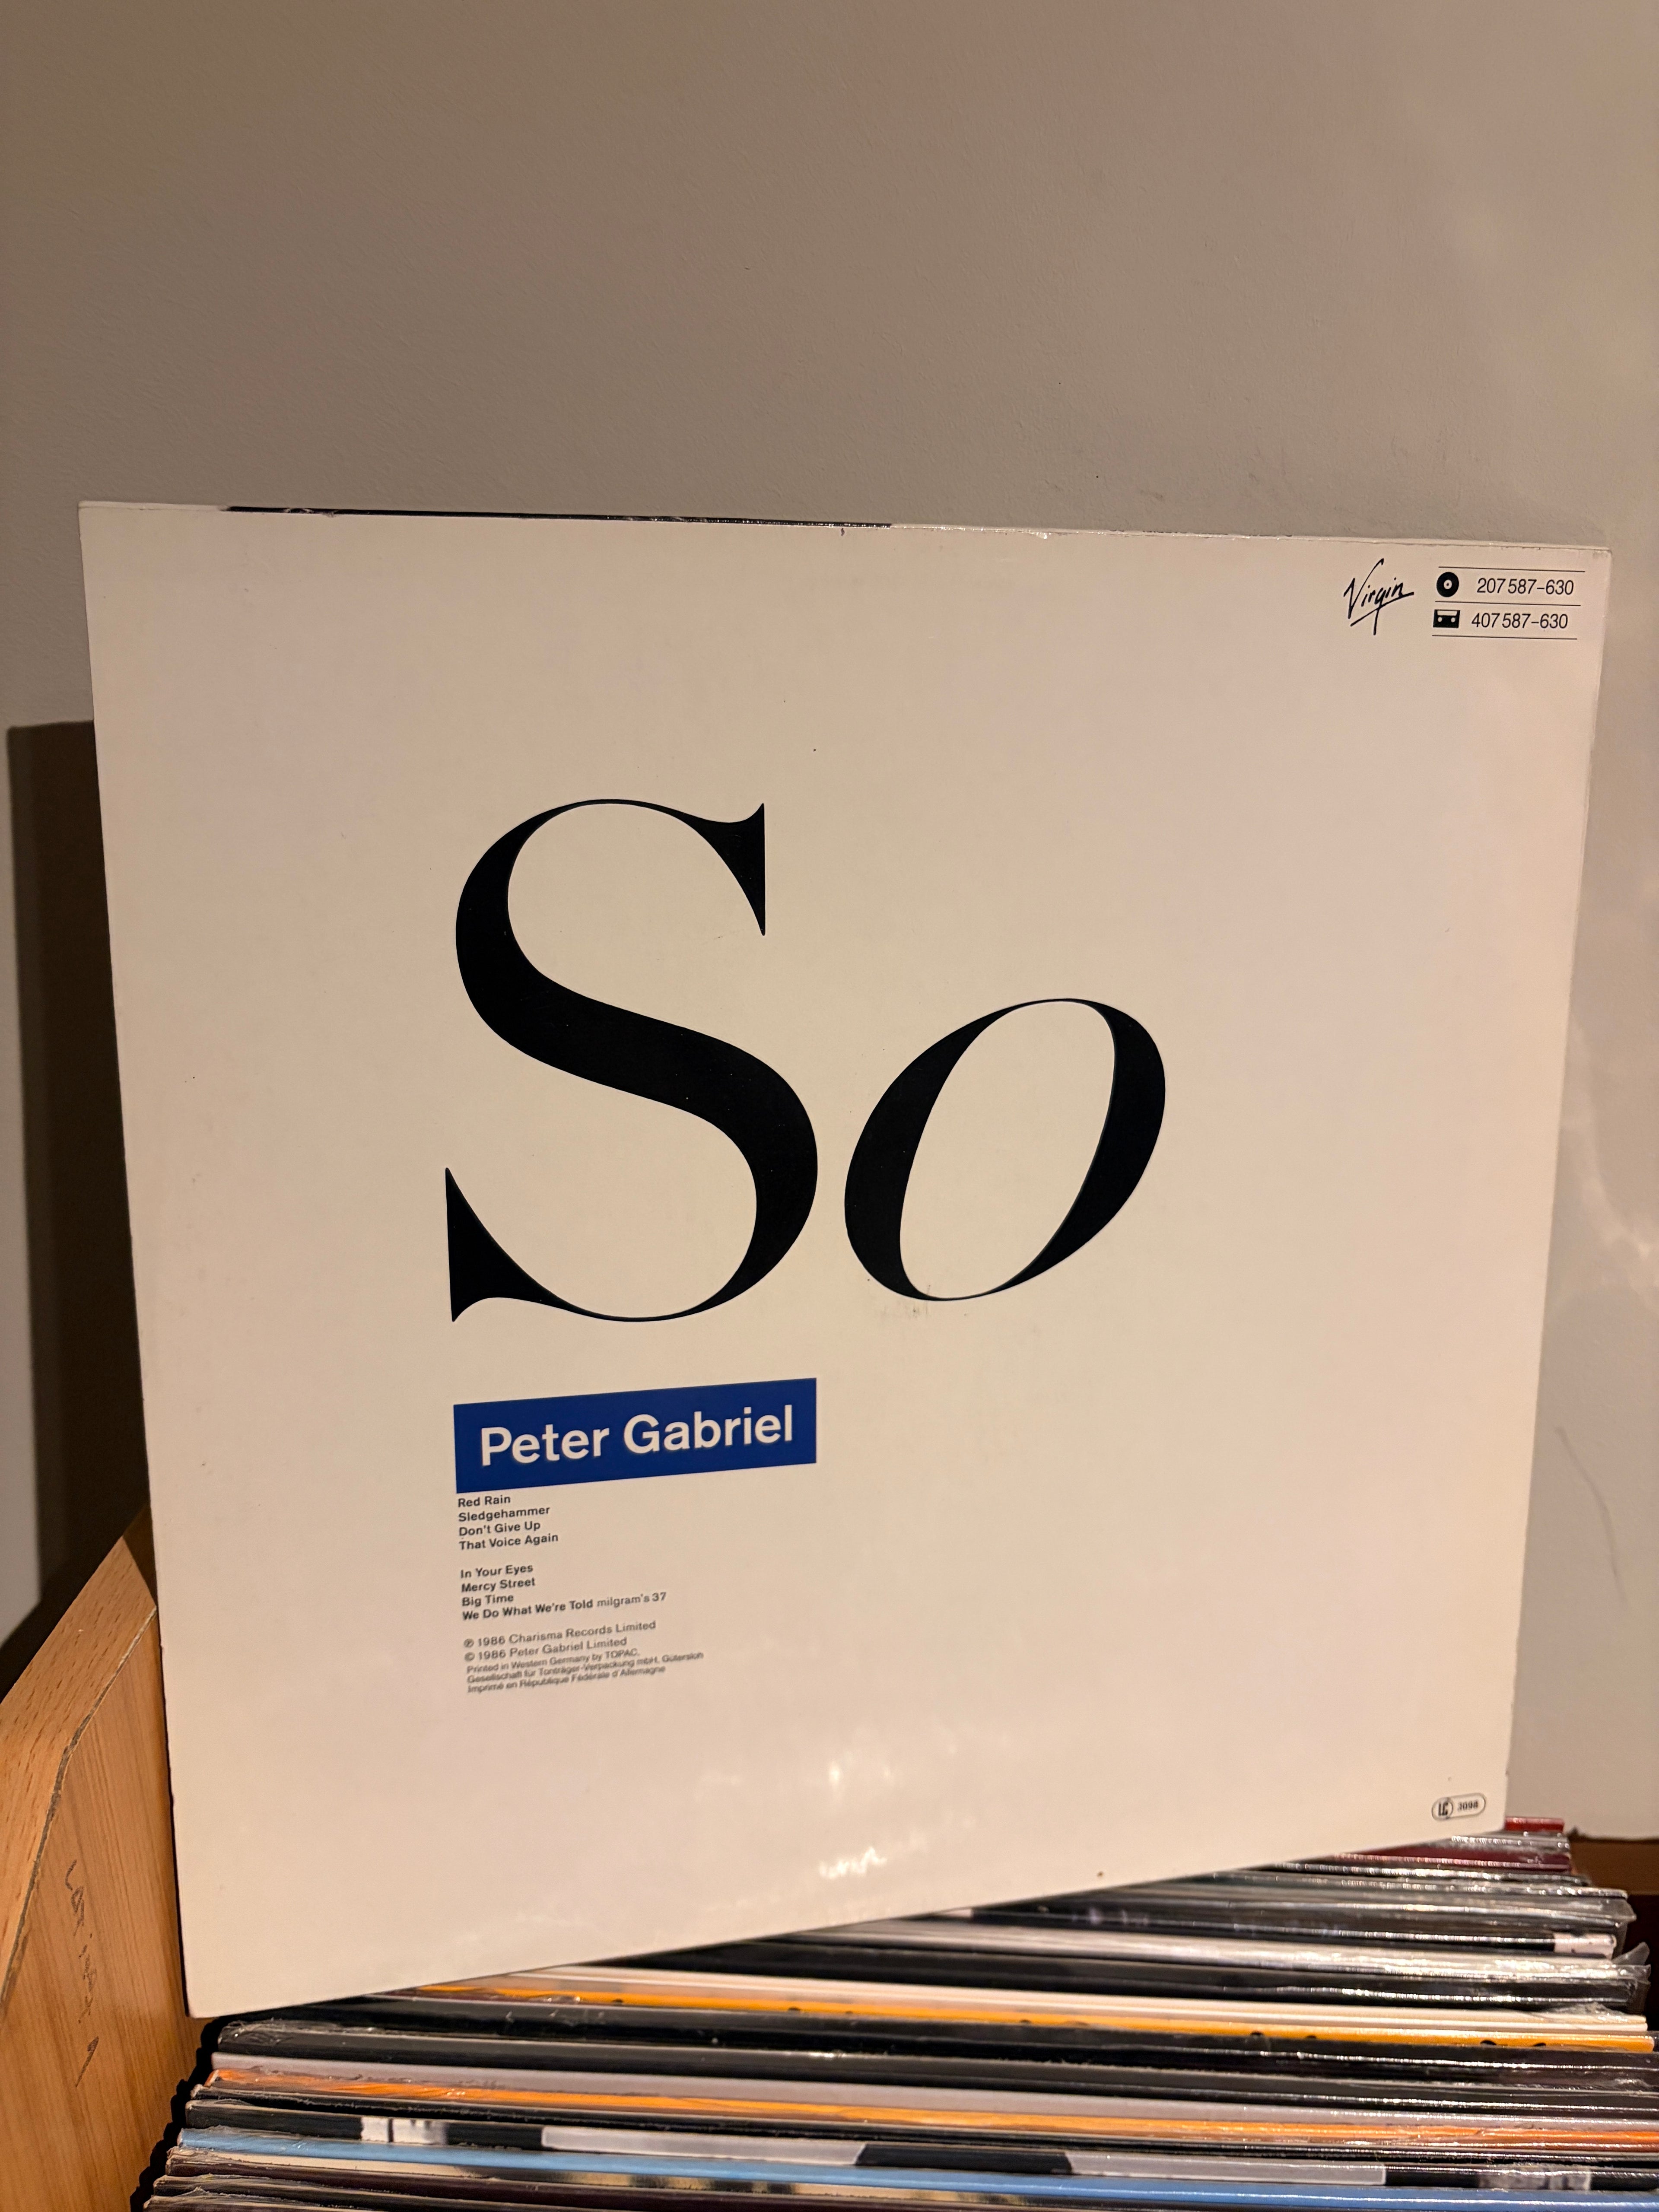 Virgin
207 587–630
407 587–630
So
Peter Gabriel
Red Rain
Sledgehammer
Don't Give Up
That Voice Again
In Your Eyes
Mercy Street
Big Time
We Do What We're Told milgram's 37
℗ 1986 Charisma Records Limited
© 1986 Peter Gabriel Limited
Printed in Western Germany by TOPAC,
Gesellschaft für Tonträger-Verpackung mbH, Gütersloh
Imprimé en République Fédérale d'Allemagne
LC 3098